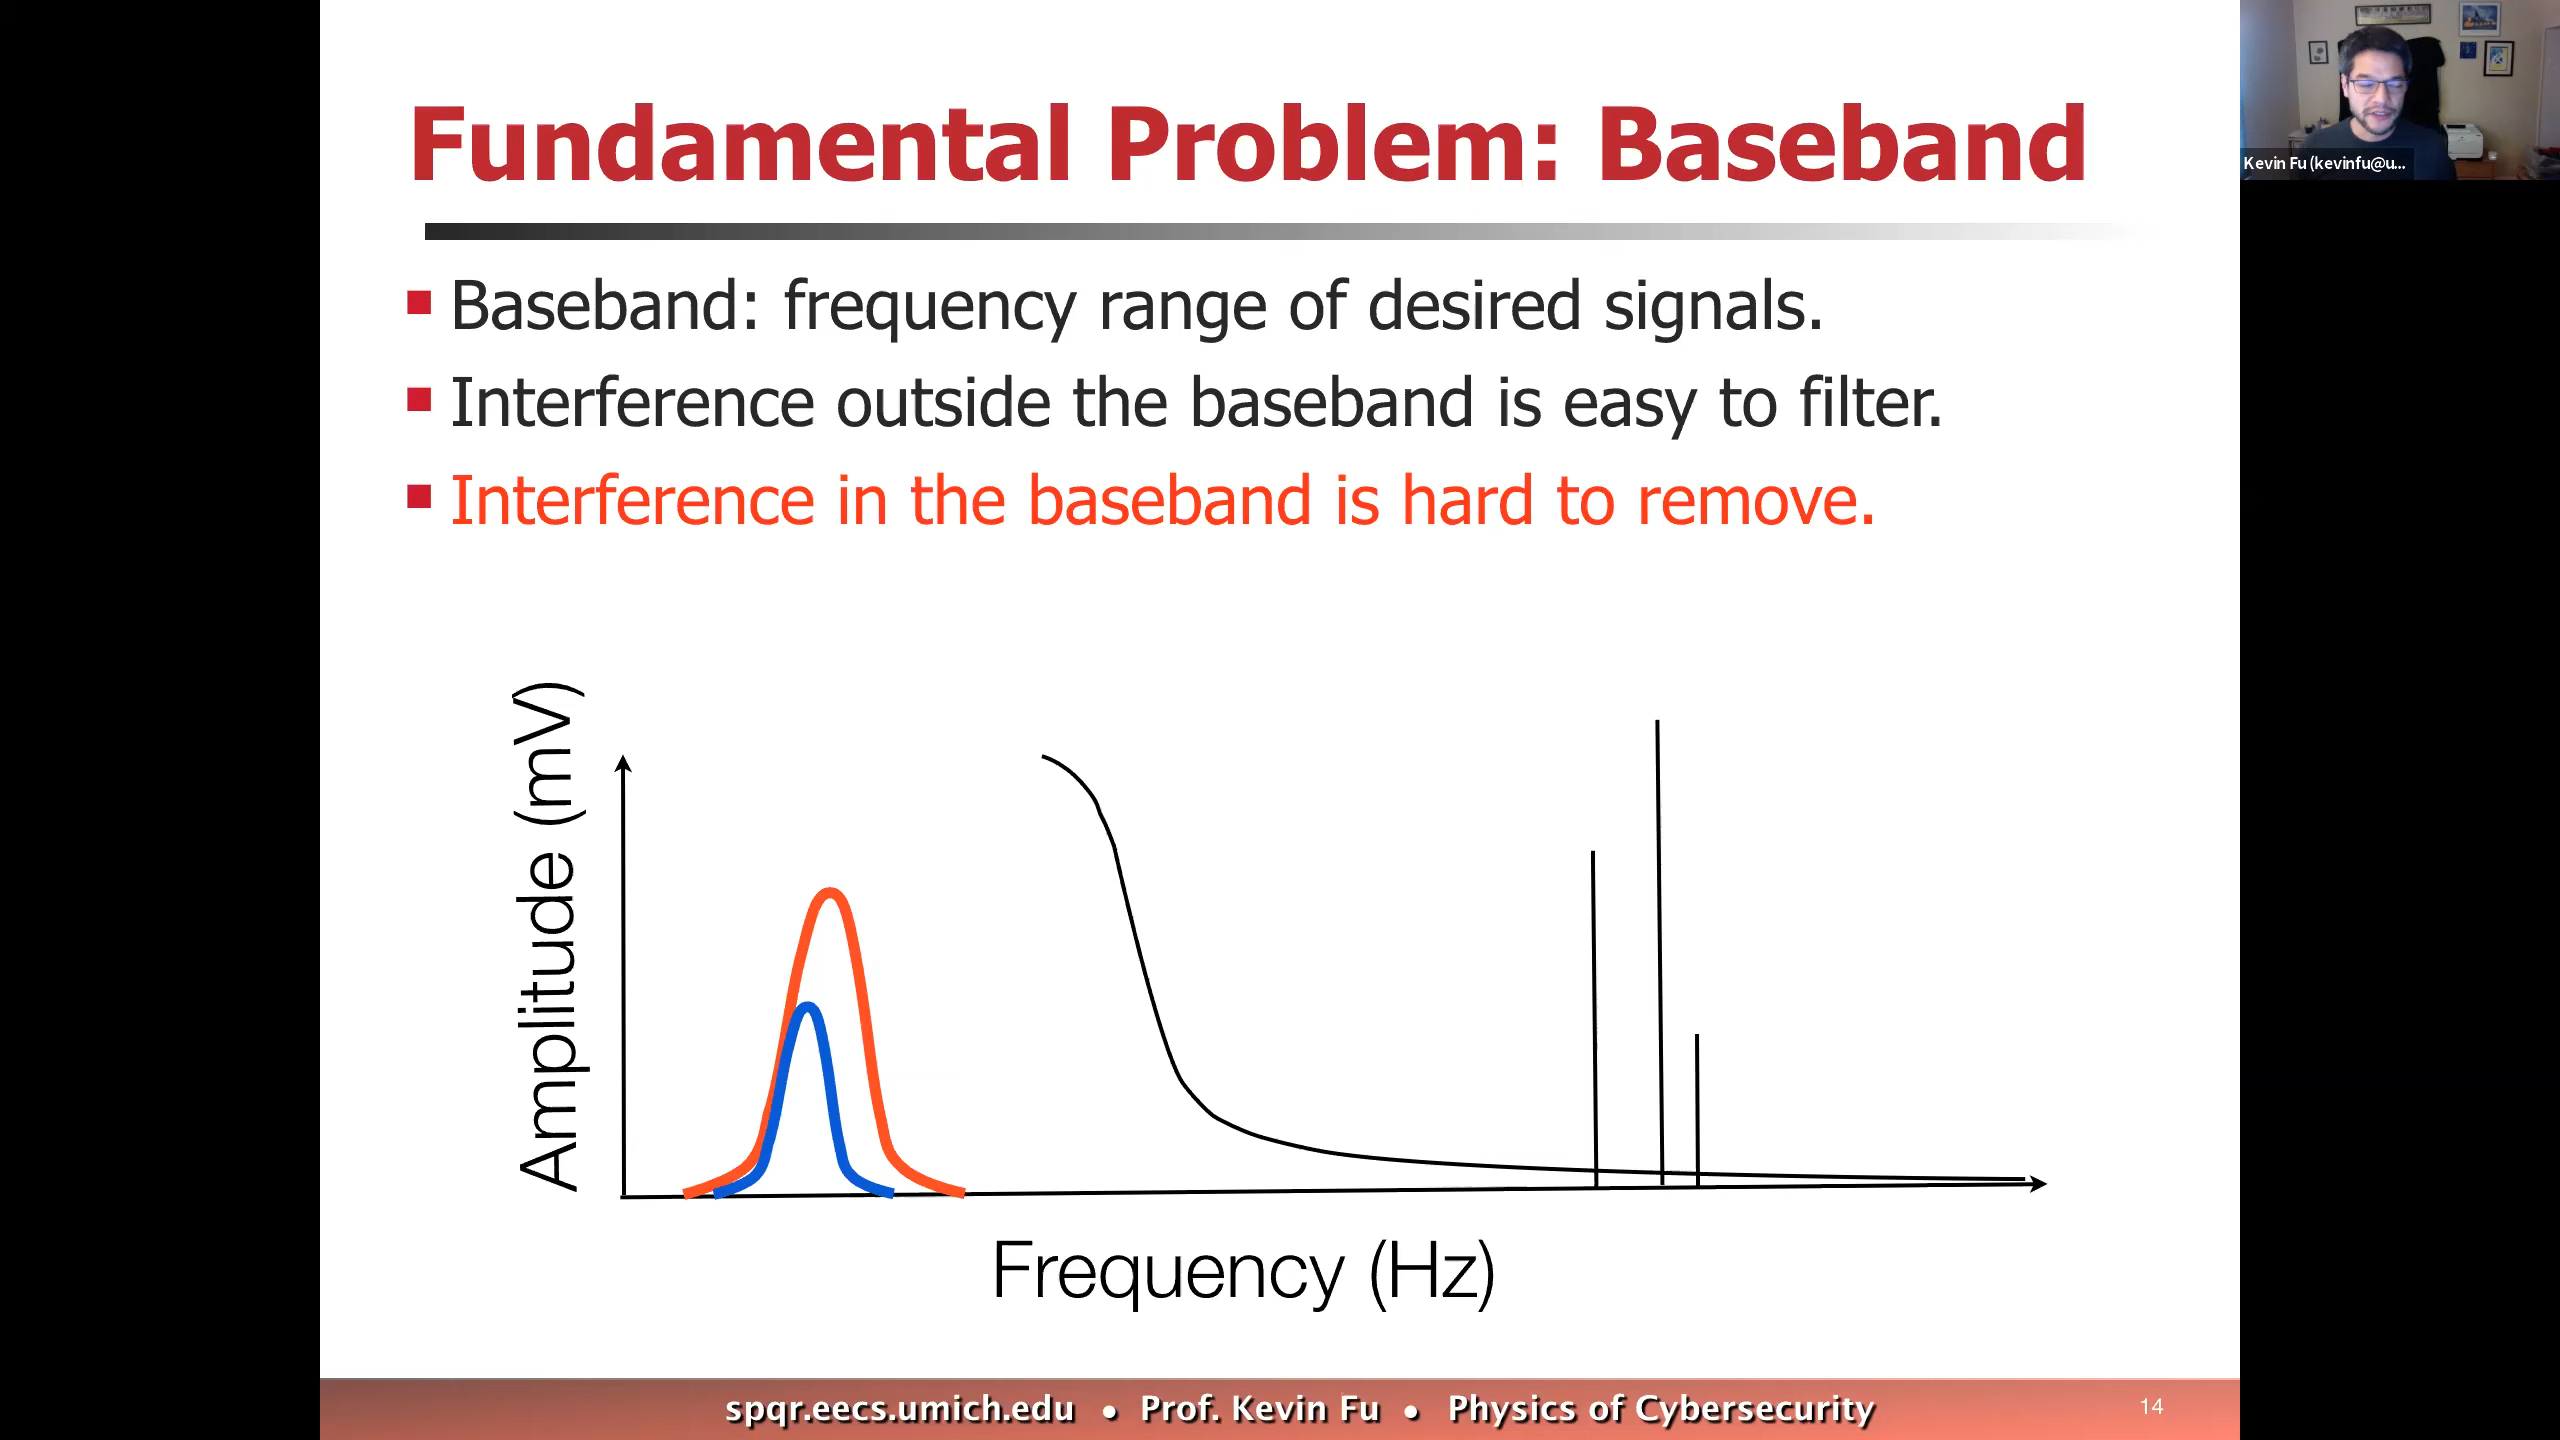 Fundamental Problem: Baseband
Kevin Fu (kevinfu@u...
Baseband: frequency range of desired signals.
Interference outside the baseband is easy to filter.
Interference in the baseband is hard to remove.
Amplitude (mV)
Frequency (Hz)
spqr.eecs.umich.edu • Prof. Kevin Fu • Physics of Cybersecurity
14